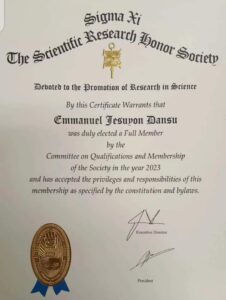 Sigma Xi
The Scientific Research Honor Society
Devoted to the Promotion of Research in Science
By this Certificate Warrants that
Emmanuel Jesuyon Dansu
was duly elected a Full Member
by the
Committee on Qualifications and Membership
of the Society in the year 2023
and has accepted the privileges and responsibilities of this
membership as specified by the constitution and bylaws.
Executive Director
President